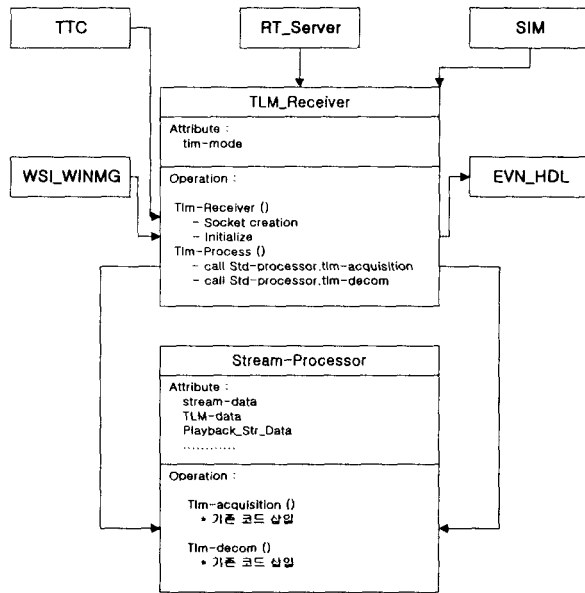 TTC
RT_Server
SIM
TLM_Receiver
Attribute :
tlm-mode
WSI_WINMG
EVN_HDL
Operation :
Tlm-Receiver ()
- Socket creation
- Initialize
Tlm-Process ()
- call Std-processor.tlm-acquisition
- call Std-processor.tlm-decom
Stream-Processor
Attribute :
stream-data
TLM-data
Playback_Str_Data
............
Operation :
Tlm-acquisition ()
* 기존 코드 삽입
Tlm-decom ()
* 기존 코드 삽입